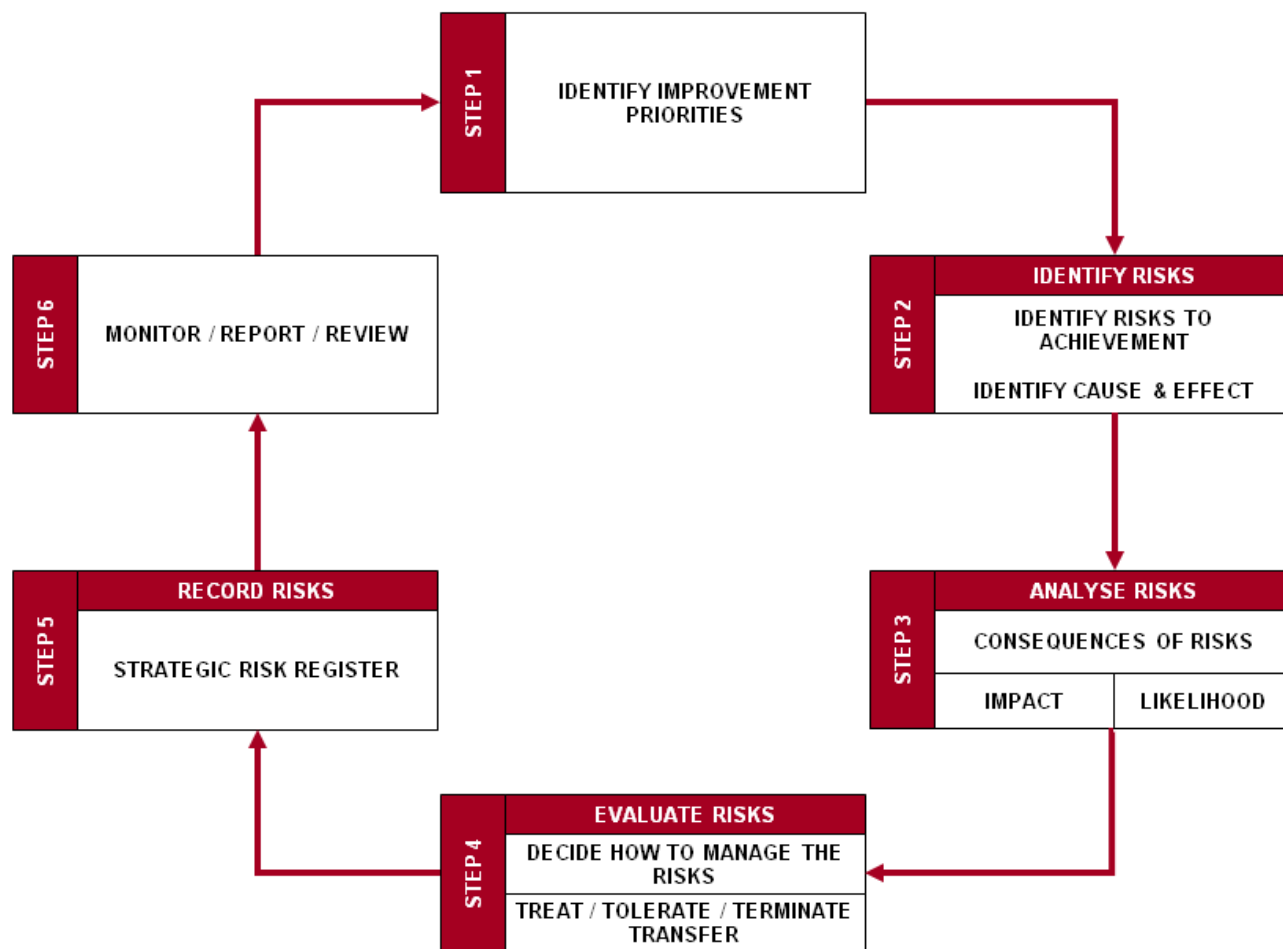 STEP 1
IDENTIFY IMPROVEMENT
PRIORITIES
STEP 2
IDENTIFY RISKS
IDENTIFY RISKS TO
ACHIEVEMENT
IDENTIFY CAUSE & EFFECT
STEP 3
ANALYSE RISKS
CONSEQUENCES OF RISKS
IMPACT
LIKELIHOOD
STEP 4
EVALUATE RISKS
DECIDE HOW TO MANAGE THE
RISKS
TREAT / TOLERATE / TERMINATE
TRANSFER
STEP 5
RECORD RISKS
STRATEGIC RISK REGISTER
STEP 6
MONITOR / REPORT / REVIEW